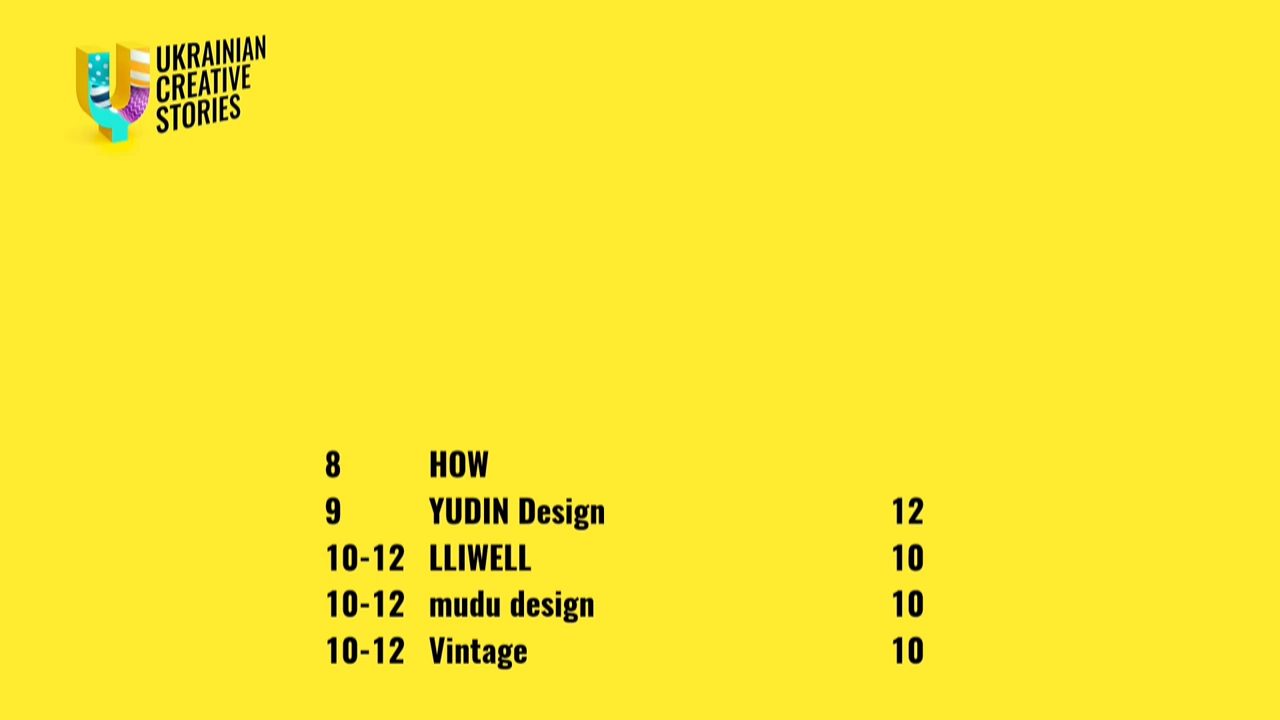 UKRAINIAN
CREATIVE
STORIES
8 HOW
9 YUDIN Design 12
10-12 LLIWELL 10
10-12 mudu design 10
10-12 Vintage 10